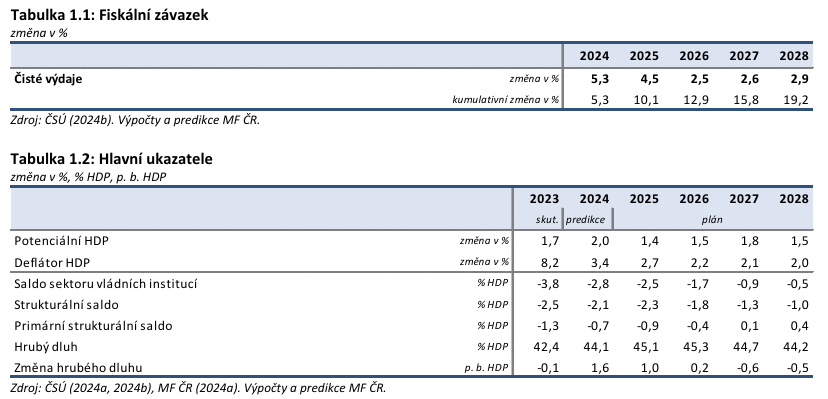 Tabulka 1.1: Fiskální závazek
změna v %
2024 2025 2026 2027 2028
Čisté výdaje změna v % 5,3 4,5 2,5 2,6 2,9
kumulativní změna v % 5,3 10,1 12,9 15,8 19,2
Zdroj: ČSÚ (2024b). Výpočty a predikce MF ČR.
Tabulka 1.2: Hlavní ukazatele
změna v %, % HDP, p. b. HDP
2023 2024 2025 2026 2027 2028
skut. predikce plán
Potenciální HDP změna v % 1,7 2,0 1,4 1,5 1,8 1,5
Deflátor HDP změna v % 8,2 3,4 2,7 2,2 2,1 2,0
Saldo sektoru vládních institucí % HDP -3,8 -2,8 -2,5 -1,7 -0,9 -0,5
Strukturální saldo % HDP -2,5 -2,1 -2,3 -1,8 -1,3 -1,0
Primární strukturální saldo % HDP -1,3 -0,7 -0,9 -0,4 0,1 0,4
Hrubý dluh % HDP 42,4 44,1 45,1 45,3 44,7 44,2
Změna hrubého dluhu p. b. HDP -0,1 1,6 1,0 0,2 -0,6 -0,5
Zdroj: ČSÚ (2024a, 2024b), MF ČR (2024a). Výpočty a predikce MF ČR.